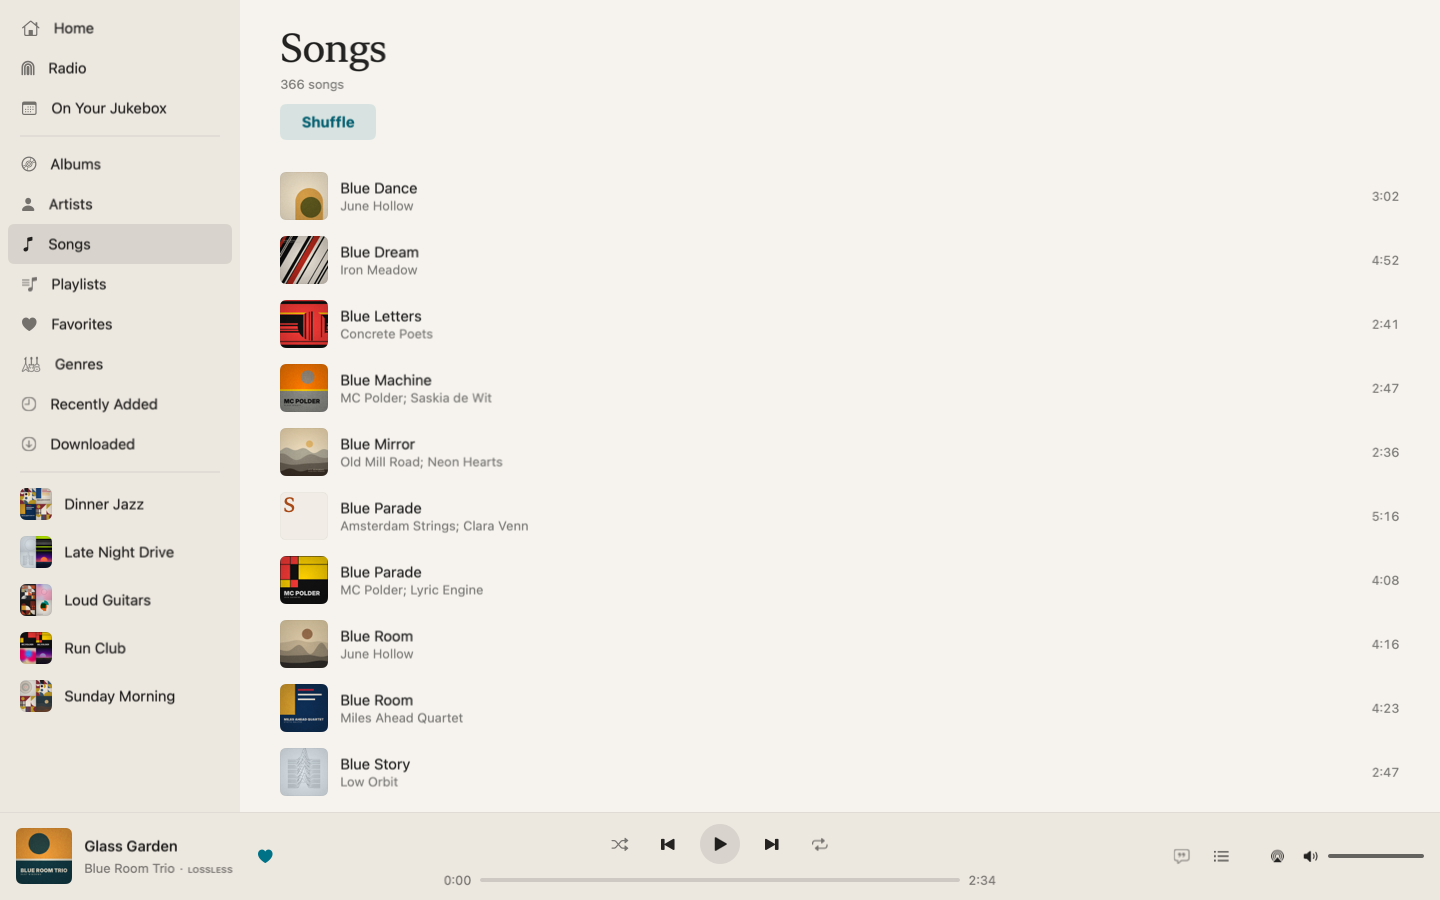 Home
Radio
On Your Jukebox
Albums
Artists
Songs
Playlists
Favorites
Genres
Recently Added
Downloaded
Dinner Jazz
Late Night Drive
Loud Guitars
Run Club
Sunday Morning
Songs
366 songs
Shuffle
Blue Dance
June Hollow
3:02
Blue Dream
Iron Meadow
4:52
Blue Letters
Concrete Poets
2:41
MC POLDER
Blue Machine
MC Polder; Saskia de Wit
2:47
Blue Mirror
Old Mill Road; Neon Hearts
2:36
S
Blue Parade
Amsterdam Strings; Clara Venn
5:16
MC POLDER
Blue Parade
MC Polder; Lyric Engine
4:08
Blue Room
June Hollow
4:16
MILES AHEAD QUARTET
Blue Room
Miles Ahead Quartet
4:23
Blue Story
Low Orbit
2:47
BLUE ROOM TRIO
Glass Garden
Blue Room Trio · LOSSLESS
0:00
2:34